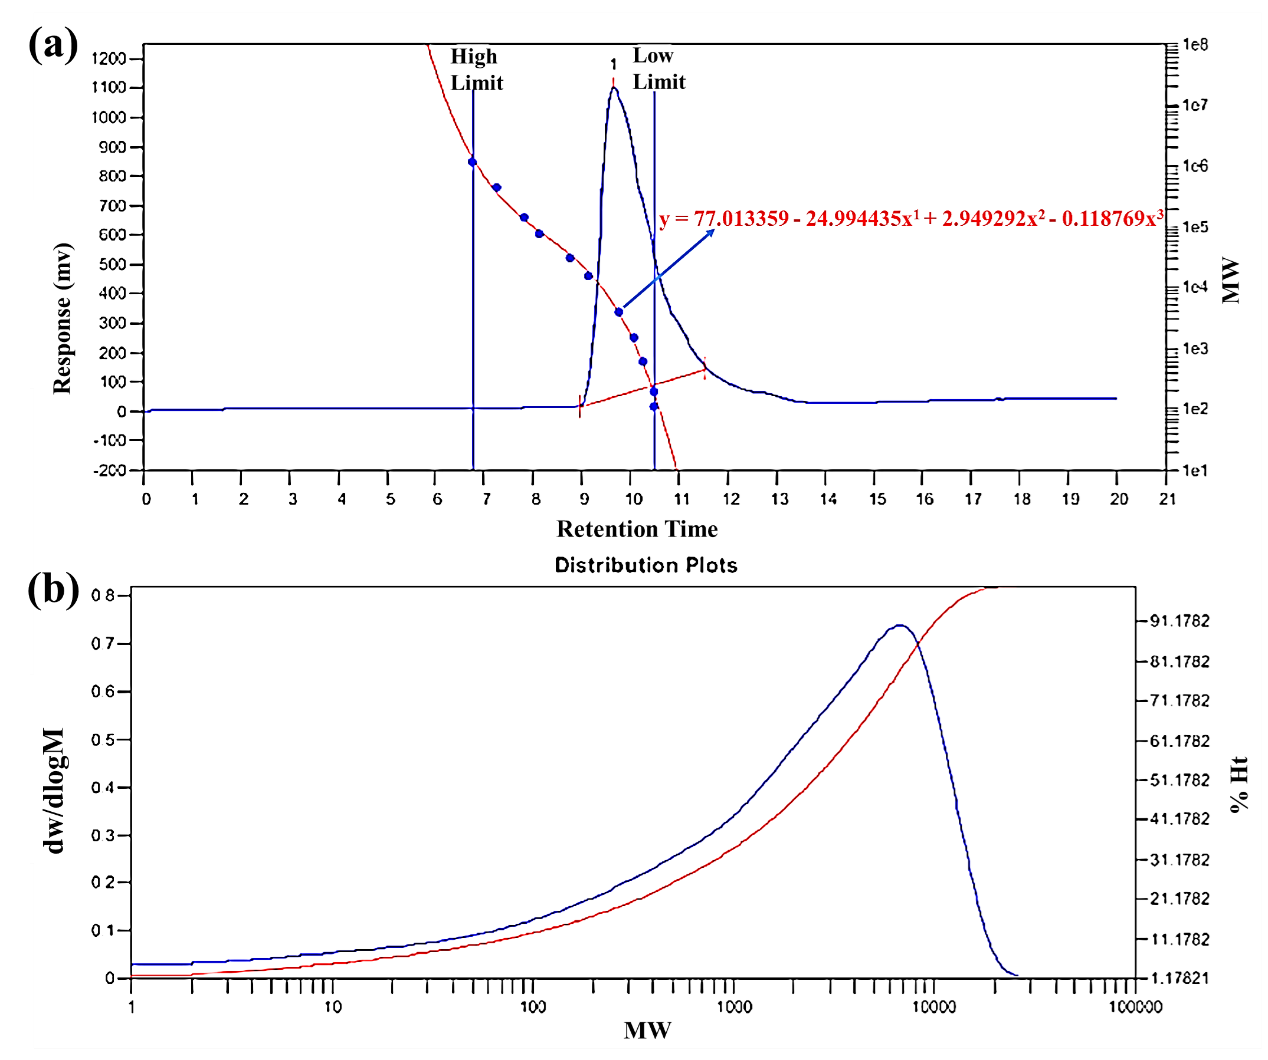 (a)
High
Limit
1
Low
Limit
1200
1100
1000
900
800
700
600
500
400
300
200
100
0
-100
-200
Response (mv)
1e8
1e7
1e6
1e5
1e4
1e3
1e2
1e1
MW
y = 77.013359 - 24.994435x¹ + 2.949292x² - 0.118769x³
0 1 2 3 4 5 6 7 8 9 10 11 12 13 14 15 16 17 18 19 20 21
Retention Time
Distribution Plots
(b)
0 8
0 7
0 6
0 5
0 4
0 3
0 2
0 1
0
dw/dlogM
91.1782
81.1782
71.1782
61.1782
51.1782
41.1782
31.1782
21.1782
11.1782
1.17821
% Ht
1 10 100 1000 10000 100000
MW